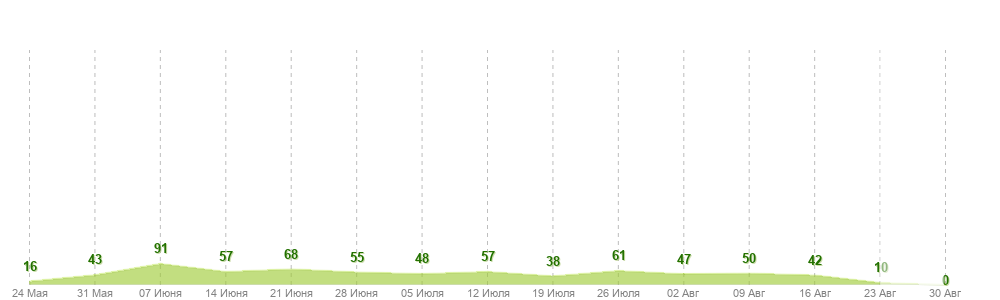 16 43 91 57 68 55 48 57 38 61 47 50 42 10 0
24 Мая 31 Мая 07 Июня 14 Июня 21 Июня 28 Июня 05 Июля 12 Июля 19 Июля 26 Июля 02 Авг 09 Авг 16 Авг 23 Авг 30 Авг